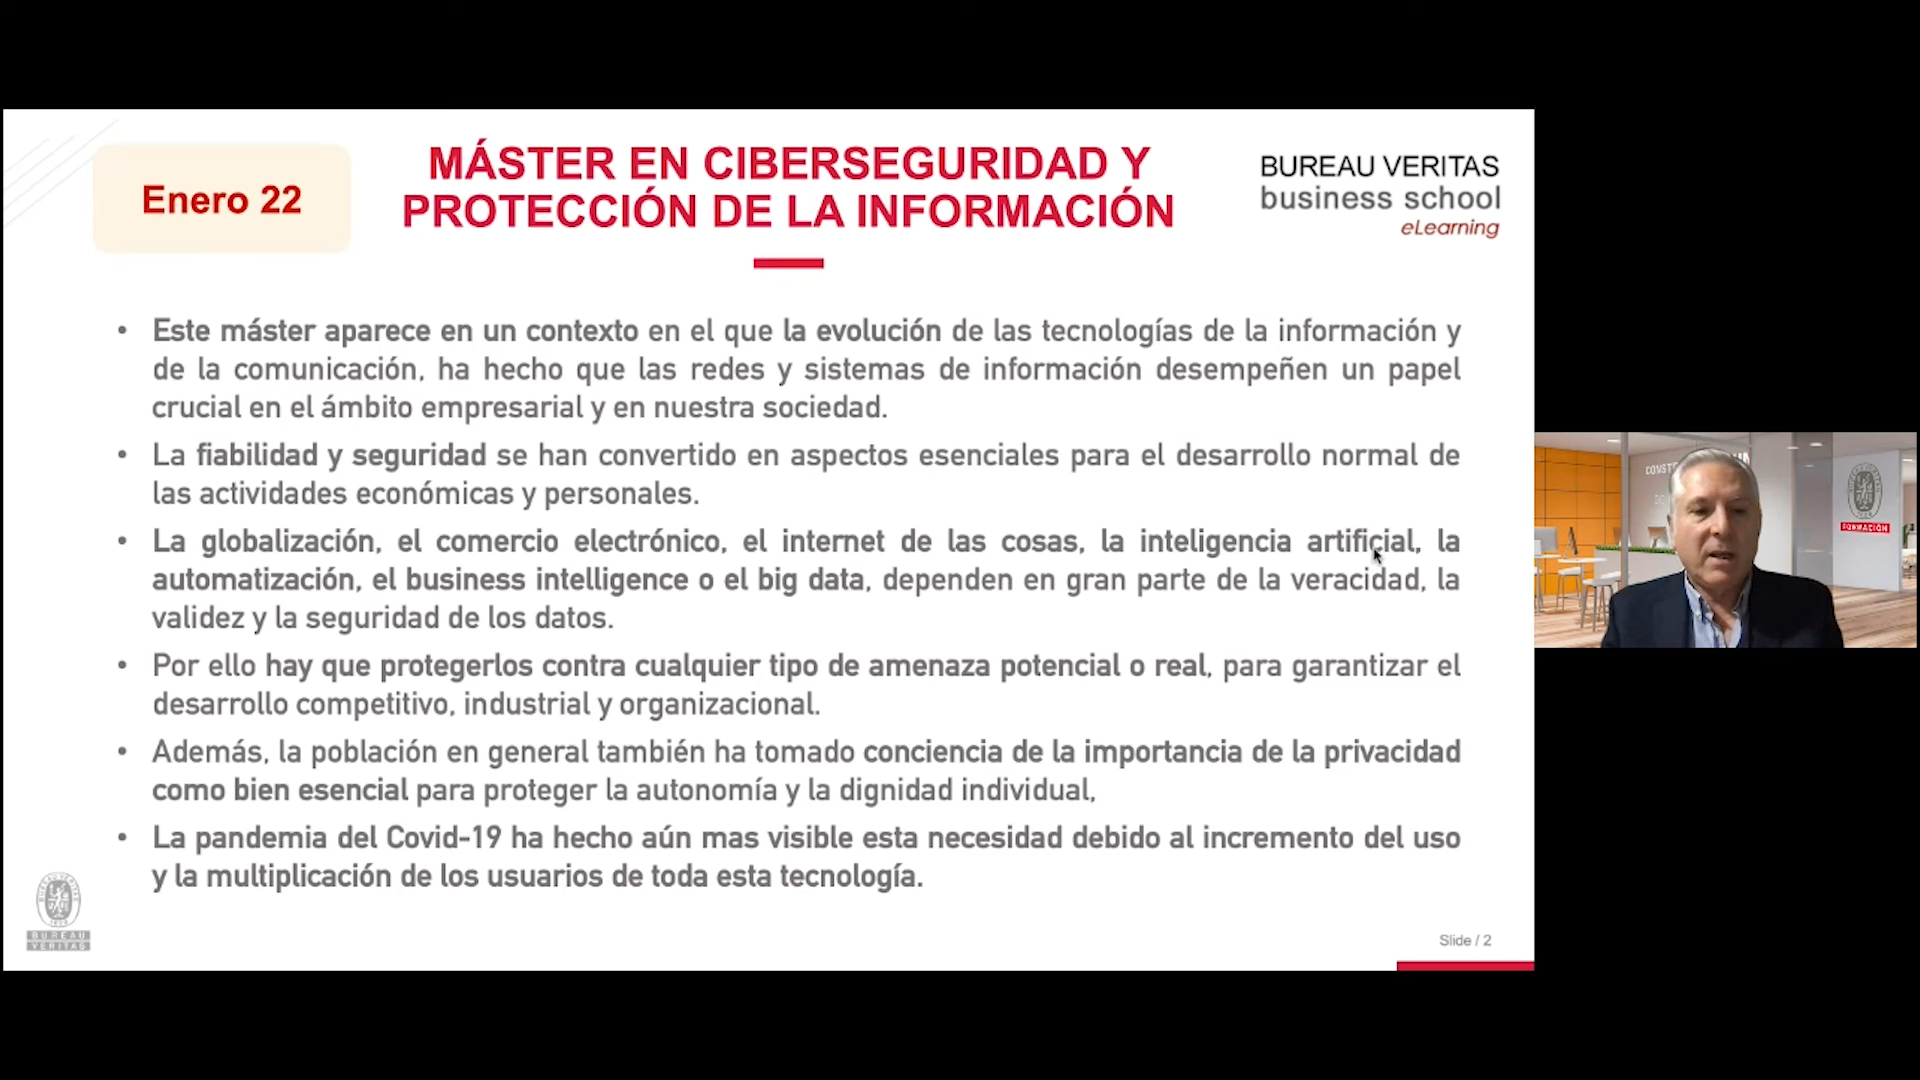 Enero 22
MÁSTER EN CIBERSEGURIDAD Y
PROTECCIÓN DE LA INFORMACIÓN
BUREAU VERITAS
business school
eLearning
• Este máster aparece en un contexto en el que la evolución de las tecnologías de la información y
de la comunicación, ha hecho que las redes y sistemas de información desempeñen un papel
crucial en el ámbito empresarial y en nuestra sociedad.
• La fiabilidad y seguridad se han convertido en aspectos esenciales para el desarrollo normal de
las actividades económicas y personales.
• La globalización, el comercio electrónico, el internet de las cosas, la inteligencia artificial, la
automatización, el business intelligence o el big data, dependen en gran parte de la veracidad, la
validez y la seguridad de los datos.
• Por ello hay que protegerlos contra cualquier tipo de amenaza potencial o real, para garantizar el
desarrollo competitivo, industrial y organizacional.
• Además, la población en general también ha tomado conciencia de la importancia de la privacidad
como bien esencial para proteger la autonomía y la dignidad individual,
• La pandemia del Covid-19 ha hecho aún mas visible esta necesidad debido al incremento del uso
y la multiplicación de los usuarios de toda esta tecnología.
BUREAU
VERITAS
Slide / 2
FORMACIÓN